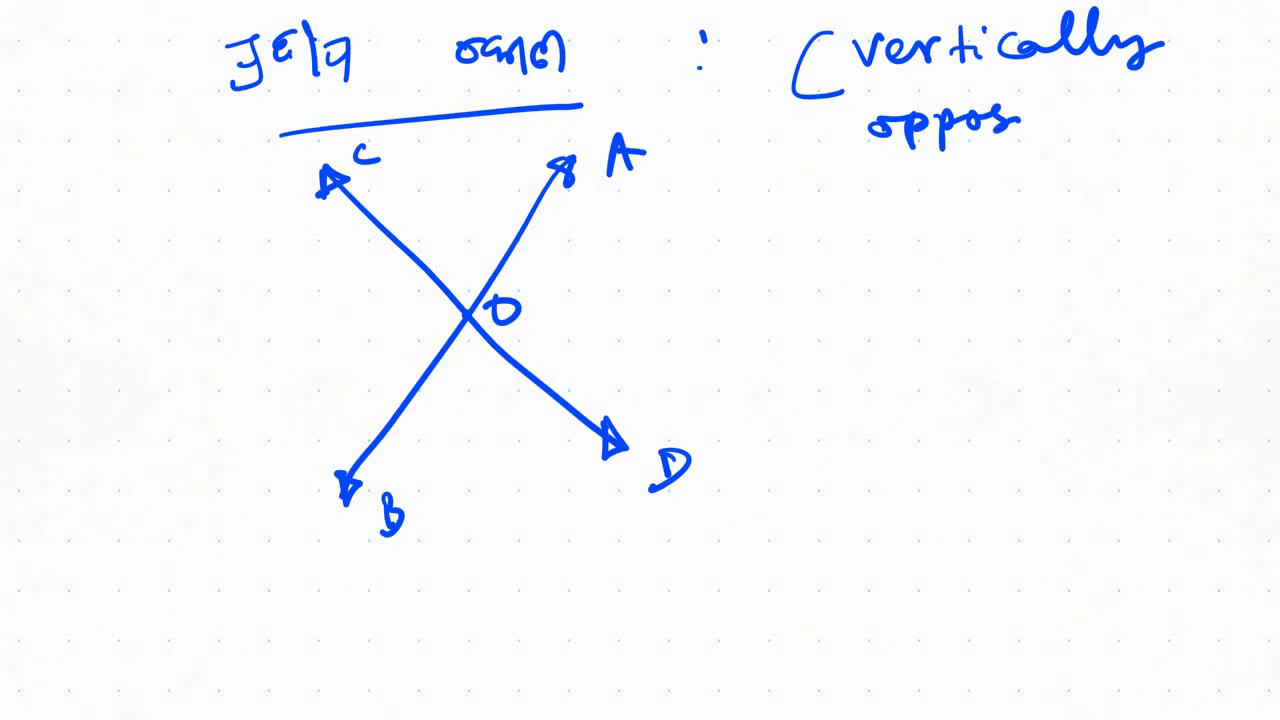 କୋଣ : (vertically
oppos
C A
O
D
B